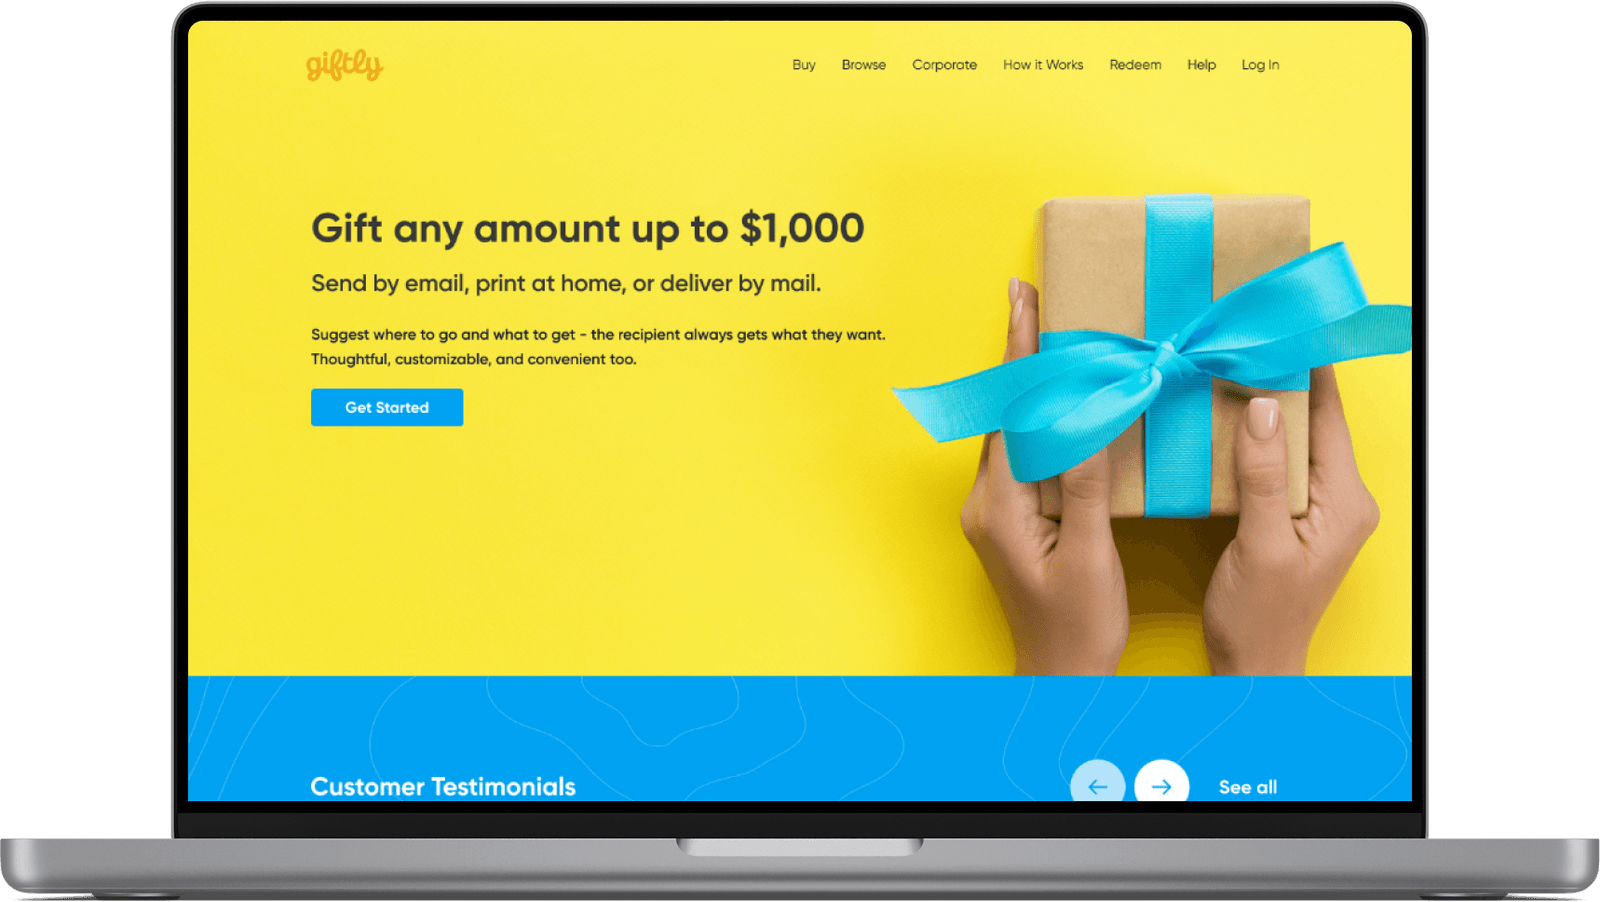 giftly
Buy Browse Corporate How it Works Redeem Help Log In
Gift any amount up to $1,000
Send by email, print at home, or deliver by mail.
Suggest where to go and what to get - the recipient always gets what they want.
Thoughtful, customizable, and convenient too.
Get Started
Customer Testimonials
See all